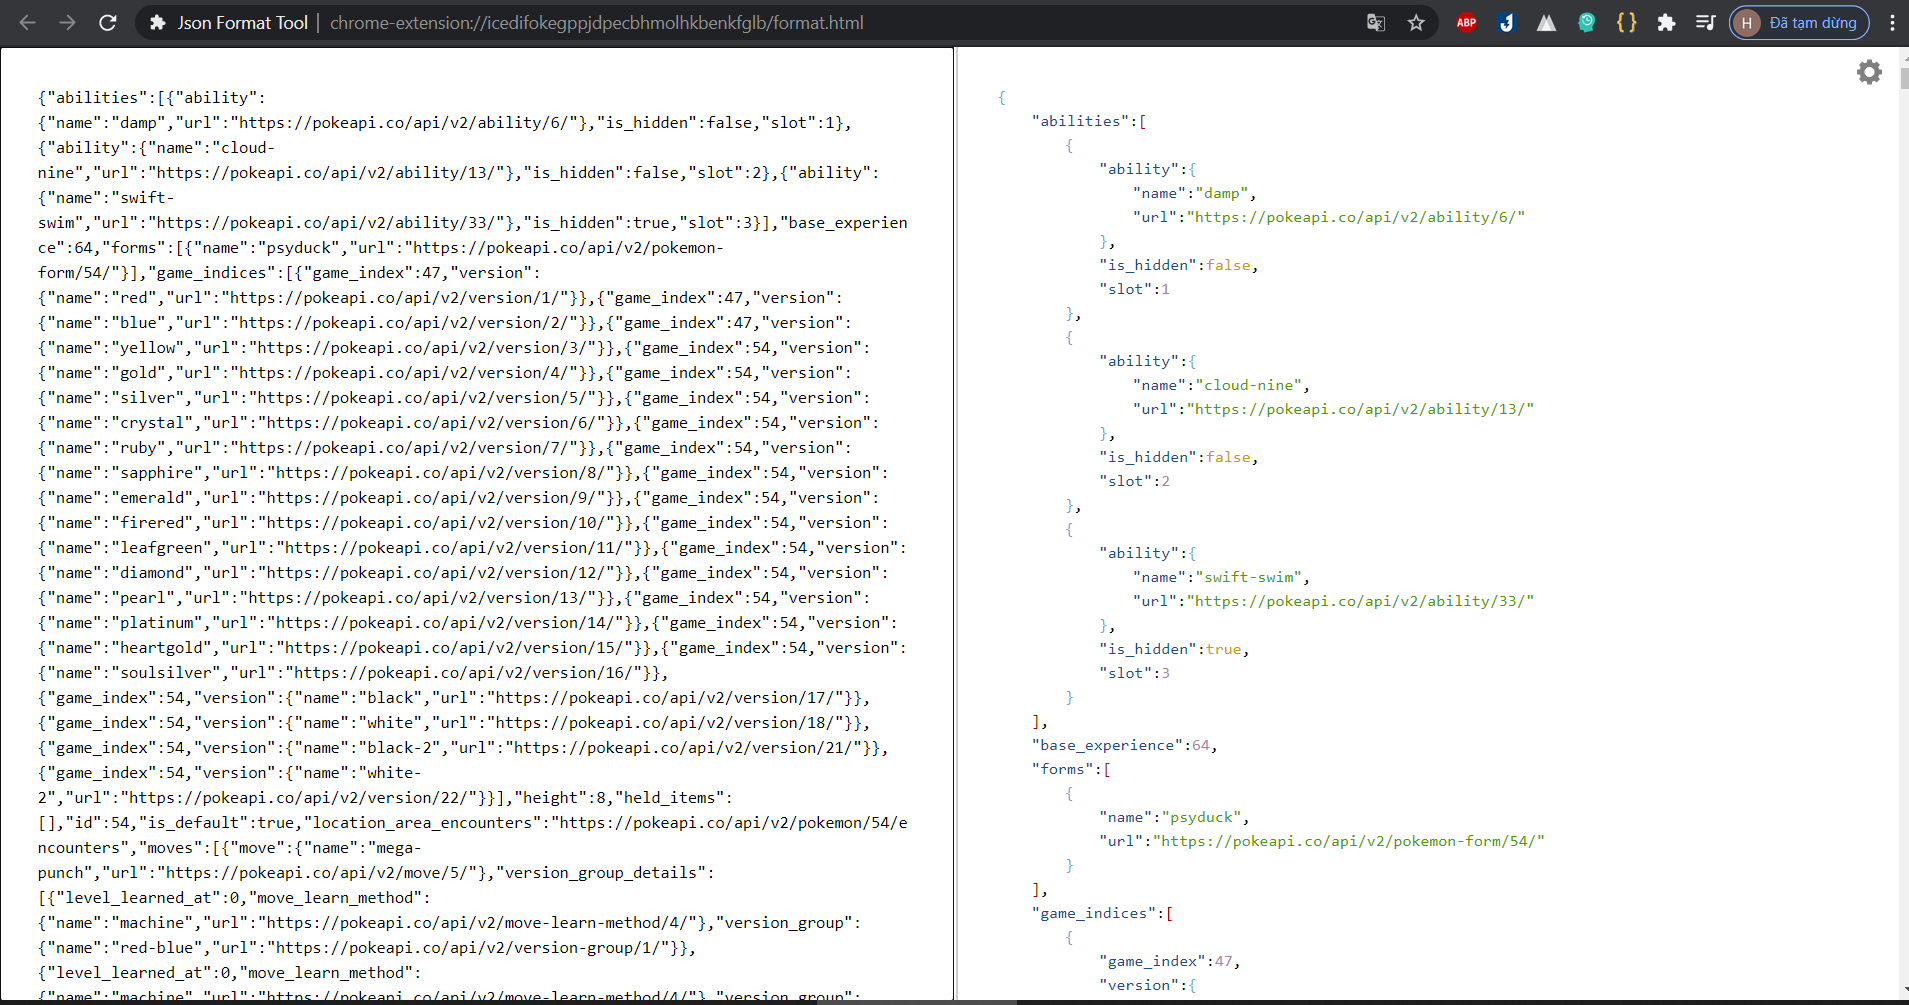 Json Format Tool | chrome-extension://icedifokegppjdpecbhmolhkbenkfglb/format.html
ABP
H Đã tạm dừng
{"abilities":[{"ability":
{"name":"damp","url":"https://pokeapi.co/api/v2/ability/6/"},"is_hidden":false,"slot":1},
{"ability":{"name":"cloud-
nine","url":"https://pokeapi.co/api/v2/ability/13/"},"is_hidden":false,"slot":2},{"ability":
{"name":"swift-
swim","url":"https://pokeapi.co/api/v2/ability/33/"},"is_hidden":true,"slot":3}],"base_experien
ce":64,"forms":[{"name":"psyduck","url":"https://pokeapi.co/api/v2/pokemon-
form/54/"}],"game_indices":[{"game_index":47,"version":
{"name":"red","url":"https://pokeapi.co/api/v2/version/1/"}},{"game_index":47,"version":
{"name":"blue","url":"https://pokeapi.co/api/v2/version/2/"}},{"game_index":47,"version":
{"name":"yellow","url":"https://pokeapi.co/api/v2/version/3/"}},{"game_index":54,"version":
{"name":"gold","url":"https://pokeapi.co/api/v2/version/4/"}},{"game_index":54,"version":
{"name":"silver","url":"https://pokeapi.co/api/v2/version/5/"}},{"game_index":54,"version":
{"name":"crystal","url":"https://pokeapi.co/api/v2/version/6/"}},{"game_index":54,"version":
{"name":"ruby","url":"https://pokeapi.co/api/v2/version/7/"}},{"game_index":54,"version":
{"name":"sapphire","url":"https://pokeapi.co/api/v2/version/8/"}},{"game_index":54,"version":
{"name":"emerald","url":"https://pokeapi.co/api/v2/version/9/"}},{"game_index":54,"version":
{"name":"firered","url":"https://pokeapi.co/api/v2/version/10/"}},{"game_index":54,"version":
{"name":"leafgreen","url":"https://pokeapi.co/api/v2/version/11/"}},{"game_index":54,"version":
{"name":"diamond","url":"https://pokeapi.co/api/v2/version/12/"}},{"game_index":54,"version":
{"name":"pearl","url":"https://pokeapi.co/api/v2/version/13/"}},{"game_index":54,"version":
{"name":"platinum","url":"https://pokeapi.co/api/v2/version/14/"}},{"game_index":54,"version":
{"name":"heartgold","url":"https://pokeapi.co/api/v2/version/15/"}},{"game_index":54,"version":
{"name":"soulsilver","url":"https://pokeapi.co/api/v2/version/16/"}},
{"game_index":54,"version":{"name":"black","url":"https://pokeapi.co/api/v2/version/17/"}},
{"game_index":54,"version":{"name":"white","url":"https://pokeapi.co/api/v2/version/18/"}},
{"game_index":54,"version":{"name":"black-2","url":"https://pokeapi.co/api/v2/version/21/"}},
{"game_index":54,"version":{"name":"white-
2","url":"https://pokeapi.co/api/v2/version/22/"}}],"height":8,"held_items":
[],"id":54,"is_default":true,"location_area_encounters":"https://pokeapi.co/api/v2/pokemon/54/e
ncounters","moves":[{"move":{"name":"mega-
punch","url":"https://pokeapi.co/api/v2/move/5/"},"version_group_details":
[{"level_learned_at":0,"move_learn_method":
{"name":"machine","url":"https://pokeapi.co/api/v2/move-learn-method/4/"},"version_group":
{"name":"red-blue","url":"https://pokeapi.co/api/v2/version-group/1/"}},
{"level_learned_at":0,"move_learn_method":
{"name":"machine","url":"https://pokeapi.co/api/v2/move-learn-method/4/"},"version_group":
{
"abilities":[
{
"ability":{
"name":"damp",
"url":"https://pokeapi.co/api/v2/ability/6/"
},
"is_hidden":false,
"slot":1
},
{
"ability":{
"name":"cloud-nine",
"url":"https://pokeapi.co/api/v2/ability/13/"
},
"is_hidden":false,
"slot":2
},
{
"ability":{
"name":"swift-swim",
"url":"https://pokeapi.co/api/v2/ability/33/"
},
"is_hidden":true,
"slot":3
}
],
"base_experience":64,
"forms":[
{
"name":"psyduck",
"url":"https://pokeapi.co/api/v2/pokemon-form/54/"
}
],
"game_indices":[
{
"game_index":47,
"version":{